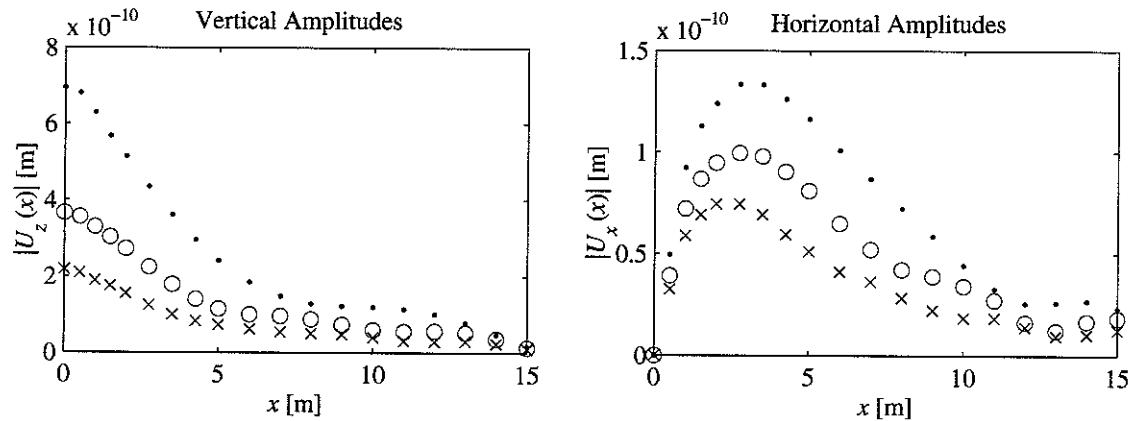 x 10⁻¹⁰
Vertical Amplitudes
8
6
4
2
0
|U_z(x)| [m]
0 5 10 15
x [m]
x 10⁻¹⁰
Horizontal Amplitudes
1.5
1
0.5
0
|U_x(x)| [m]
0 5 10 15
x [m]